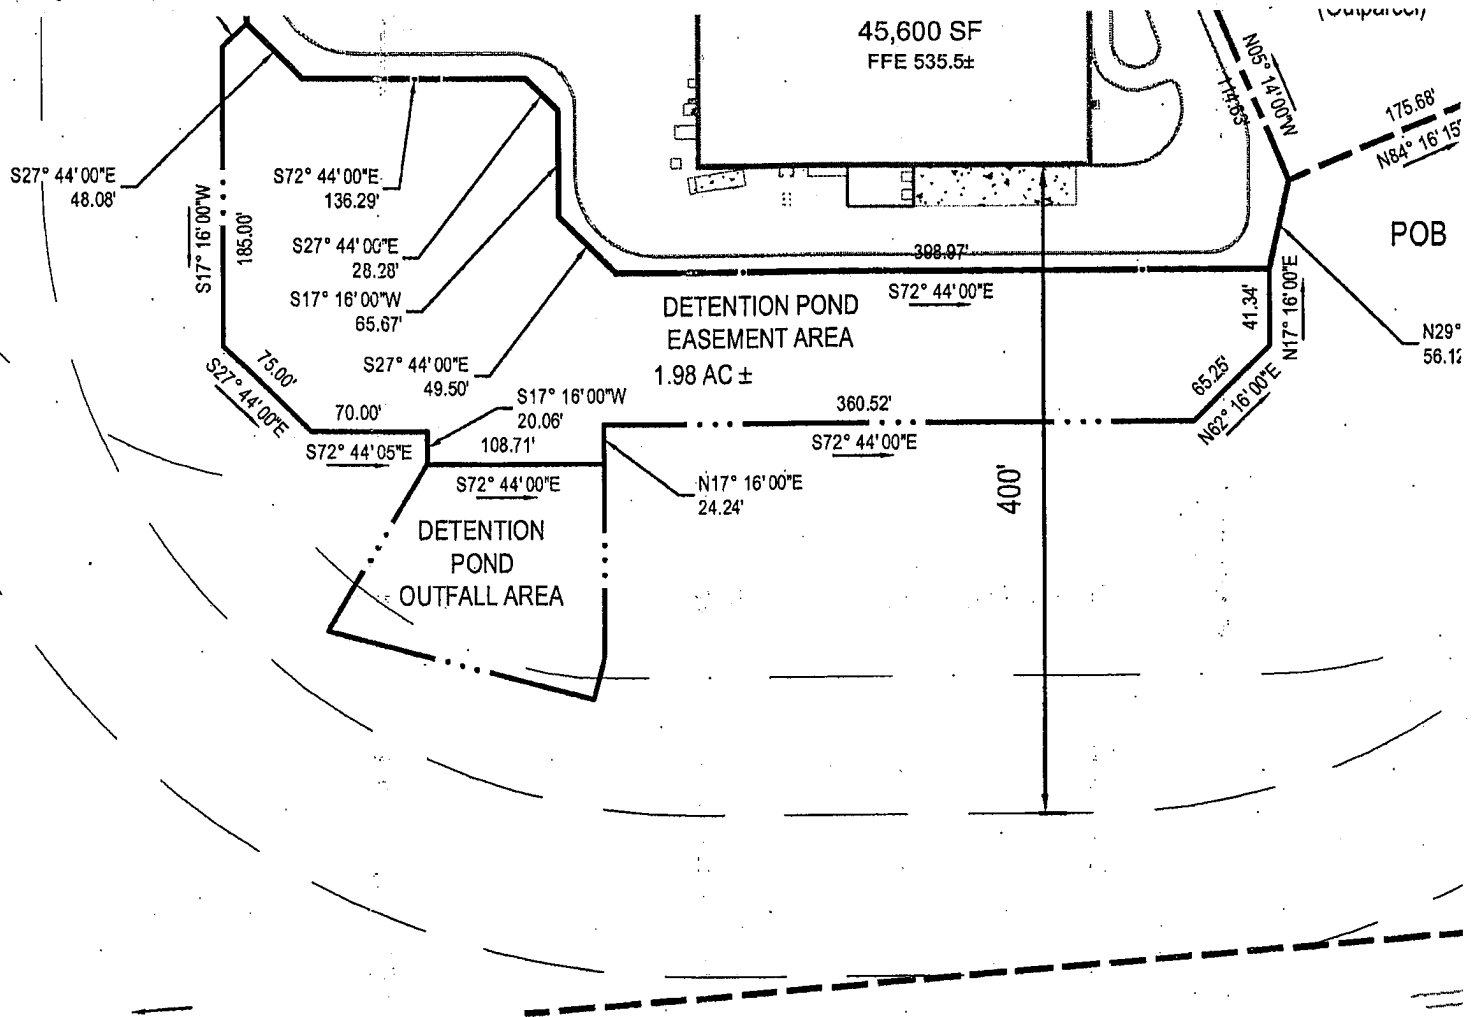 (Outparcel)
45,600 SF
FFE 535.5±
N05° 14' 00"W
114.63'
175.68'
N84° 16' 15"
POB
S27° 44' 00"E
48.08'
S72° 44' 00"E
136.29'
S17° 16' 00"W
185.00'
S27° 44' 00"E
28.28'
S17° 16' 00"W
65.67'
S27° 44' 00"E
49.50'
398.97'
S72° 44' 00"E
DETENTION POND
EASEMENT AREA
1.98 AC ±
41.34'
N17° 16' 00"E
N29°
56.12
65.25'
N62° 16' 00"E
75.00'
S27° 44' 00"E
70.00'
S72° 44' 05"E
S17° 16' 00"W
20.06'
108.71'
S72° 44' 00"E
360.52'
S72° 44' 00"E
N17° 16' 00"E
24.24'
400'
DETENTION
POND
OUTFALL AREA